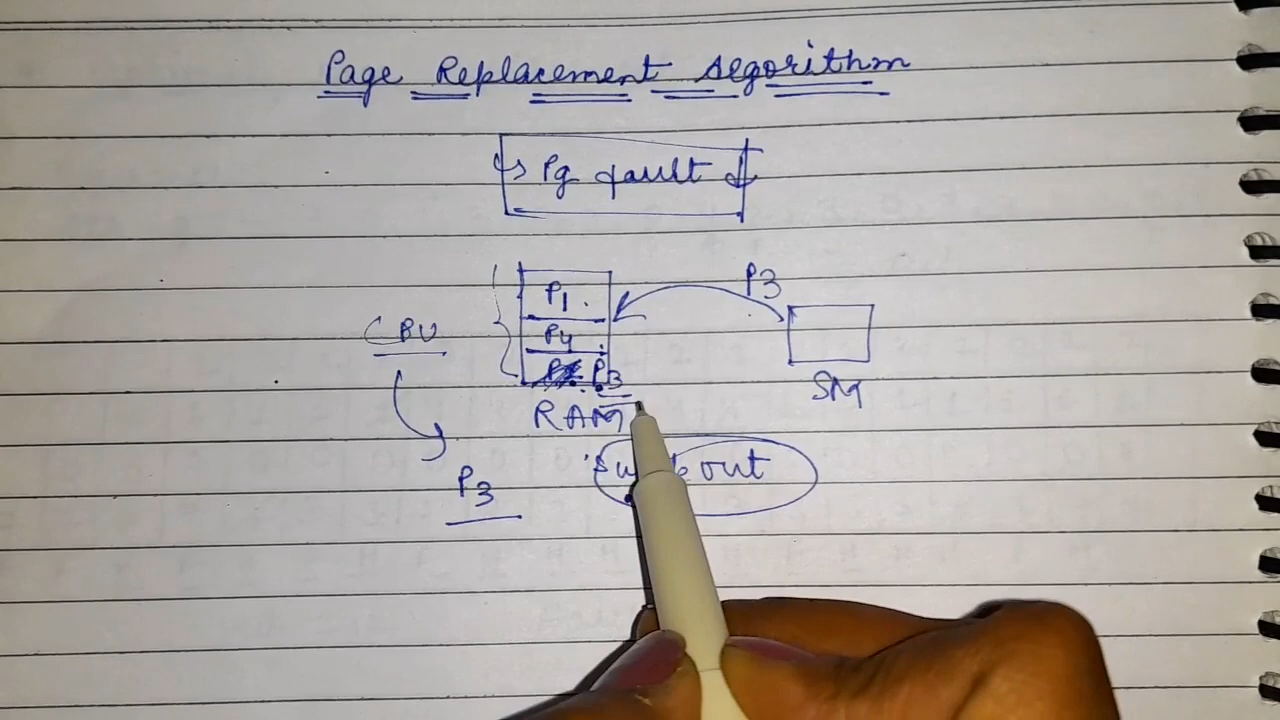 Page Replacement Algorithm
Pg fault
P3
P1
P4
CPU
P3
RAM
SM
out
P3